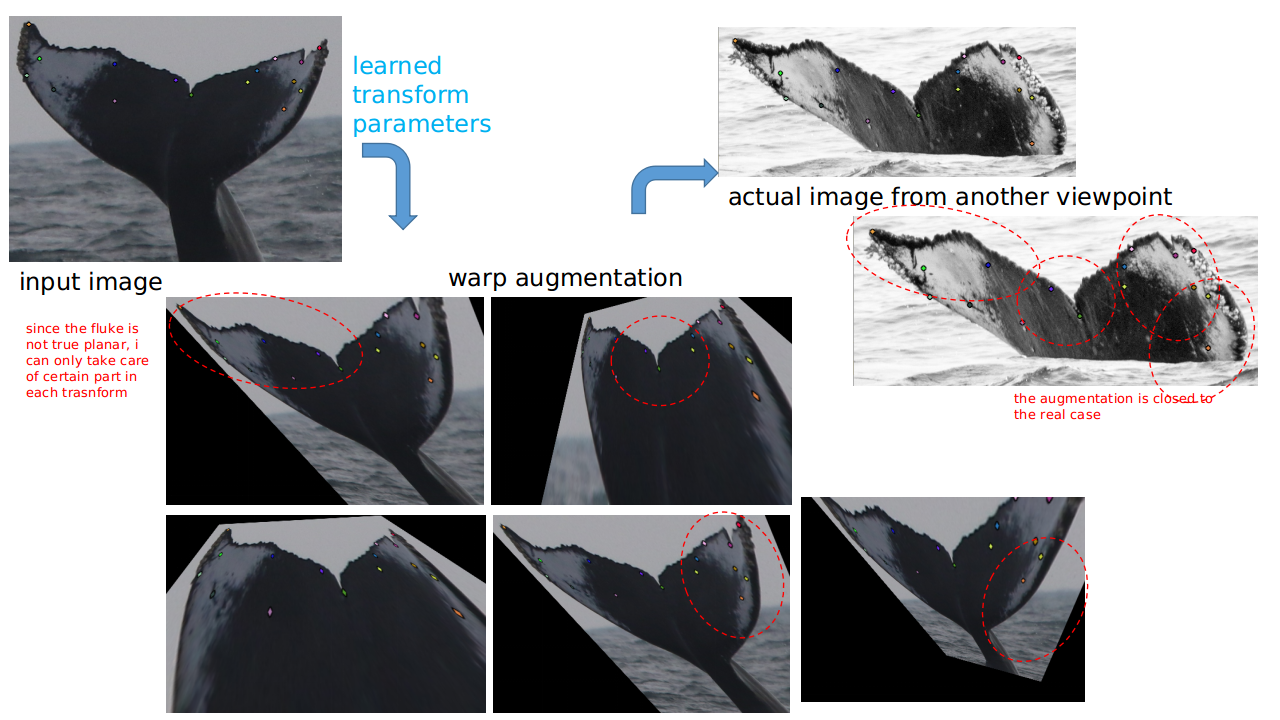 learned
transform
parameters
actual image from another viewpoint
input image
warp augmentation
since the fluke is
not true planar, i
can only take care
of certain part in
each trasnform
the augmentation is closed to
the real case